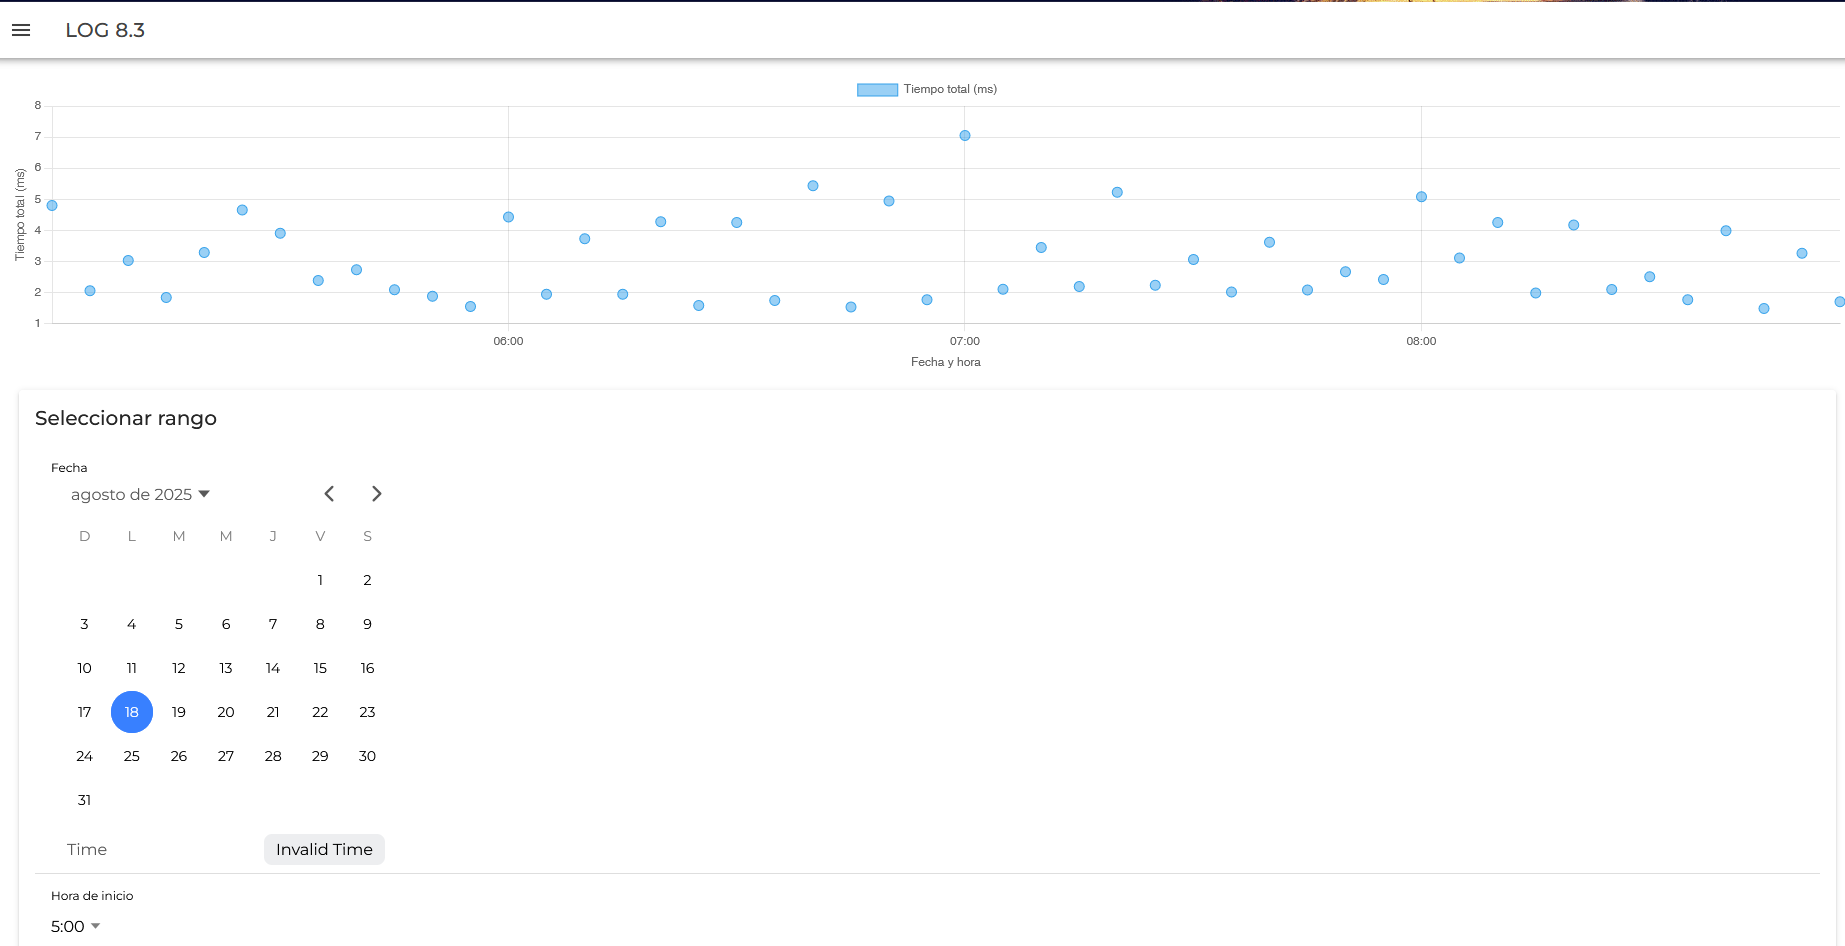 LOG 8.3
Tiempo total (ms)
8
7
6
5
4
3
2
1
Tiempo total (ms)
06:00 07:00 08:00
Fecha y hora
Seleccionar rango
Fecha
agosto de 2025
D L M M J V S
1 2
3 4 5 6 7 8 9
10 11 12 13 14 15 16
17 18 19 20 21 22 23
24 25 26 27 28 29 30
31
Time Invalid Time
Hora de inicio
5:00